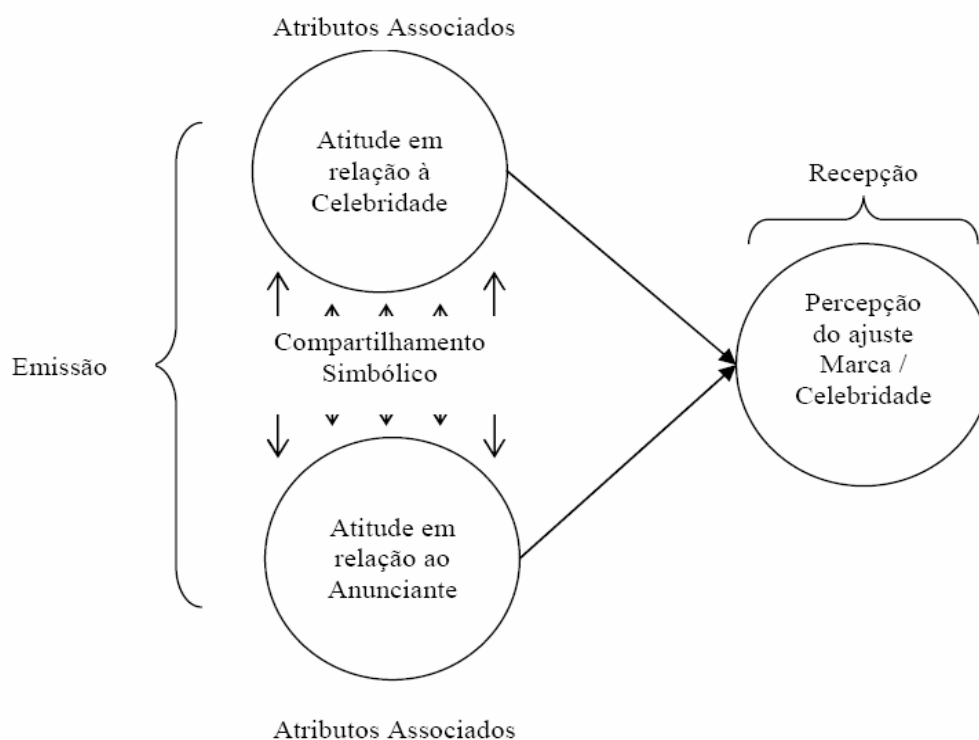 Atributos Associados
Atitude em
relação à
Celebridade
Recepção
Compartilhamento
Simbólico
Emissão
Percepção
do ajuste
Marca /
Celebridade
Atitude em
relação ao
Anunciante
Atributos Associados